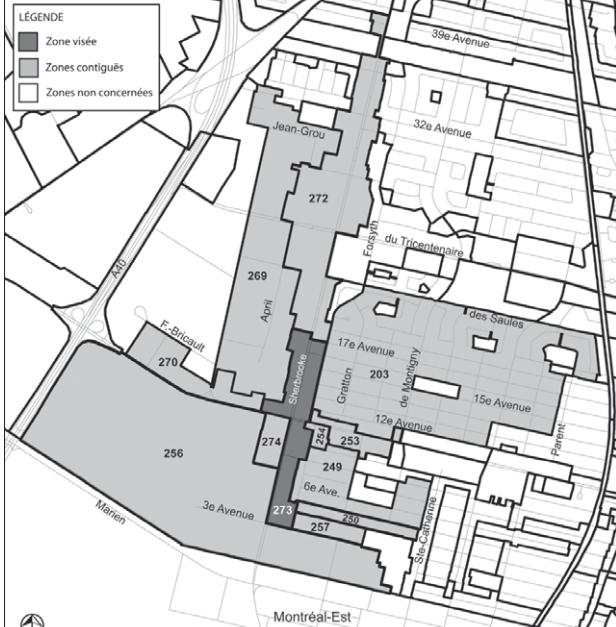 LÉGENDE
Zone visée
Zones contiguës
Zones non concernées
39e Avenue
32e Avenue
Jean-Grou
272
Forsyth
du Tricentenaire
A40
269
April
des Saules
F.-Bricault
17e Avenue
270
Sherbrooke
203
Gratton
de Montigny
15e Avenue
12e Avenue
Parent
274
254
253
256
249
6e Ave.
Ste-Catherine
Marien
3e Avenue
273
250
257
Montréal-Est